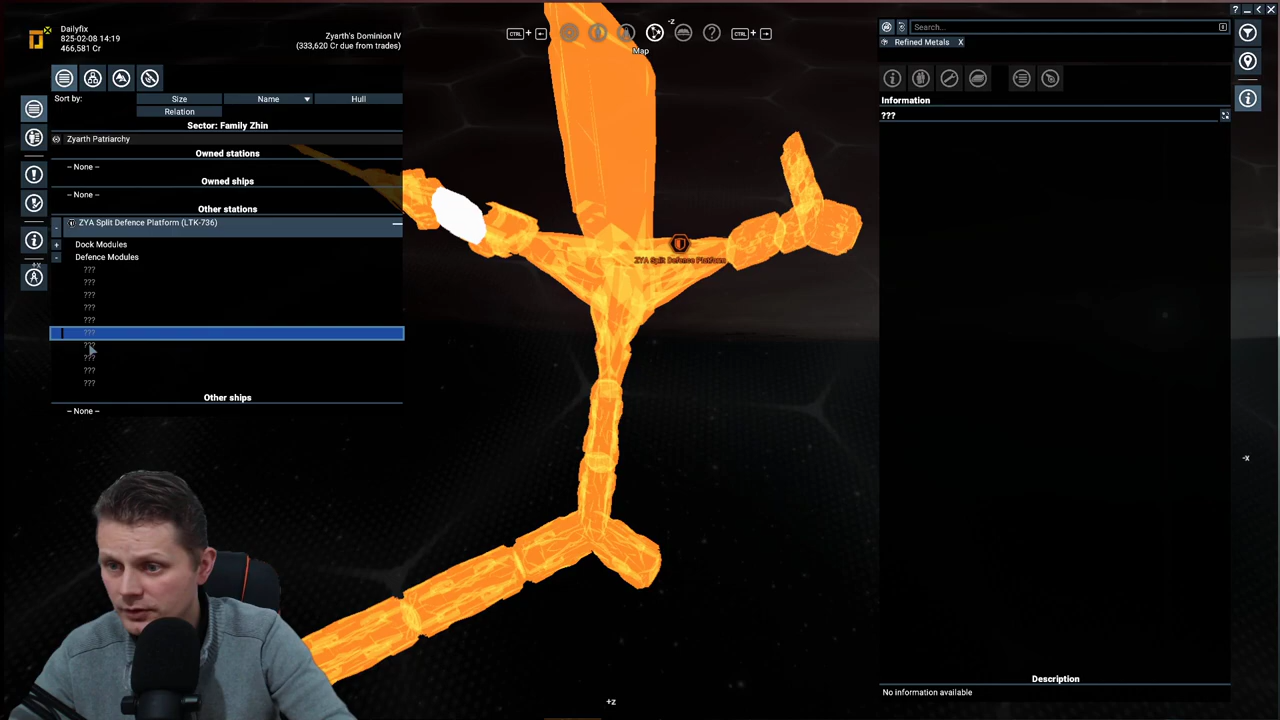 Dailyfix
825-02-08 14:19
466,581 Cr
Zyarth's Dominion IV
(333,620 Cr due from trades)
CTRL + ←
-z
? CTRL + →
Map
Sort by: Size Name Hull
Relation
Sector: Family Zhin
Zyarth Patriarchy
Owned stations
-- None --
Owned ships
-- None --
Other stations
- ZYA Split Defence Platform (LTK-736)
+ Dock Modules
- Defence Modules
???
???
???
???
???
???
???
???
???
???
Other ships
-- None --
+x
ZYA Split Defence Platform
Search...
Refined Metals X
Information
???
-x
Description
No information available
+z